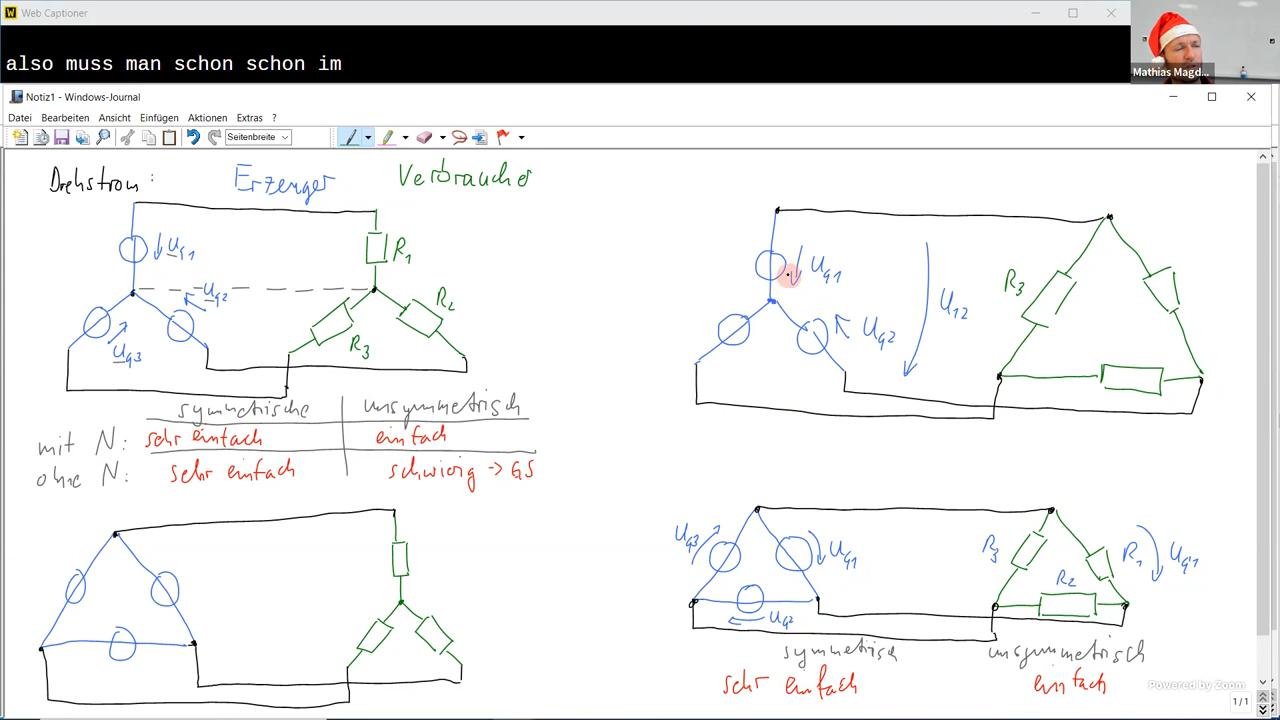 Web Captioner
also muss man schon schon im
Mathias Magd...
Notiz1 - Windows-Journal
Datei Bearbeiten Ansicht Einfügen Aktionen Extras ?
Seitenbreite
Drehstrom: Erzeuger Verbraucher
Uq1
R1
Uq2
R2
Uq3
R3
symmetrische unsymmetrisch
mit N: sehr einfach einfach
ohne N: sehr einfach schwierig → GS
Uq1
R3
U12
Uq2
Uq3
Uq1
R3
R1
Uq1
R2
Uq2
symmetrisch unsymmetrisch
sehr einfach einfach
Powered by Zoom
1/1